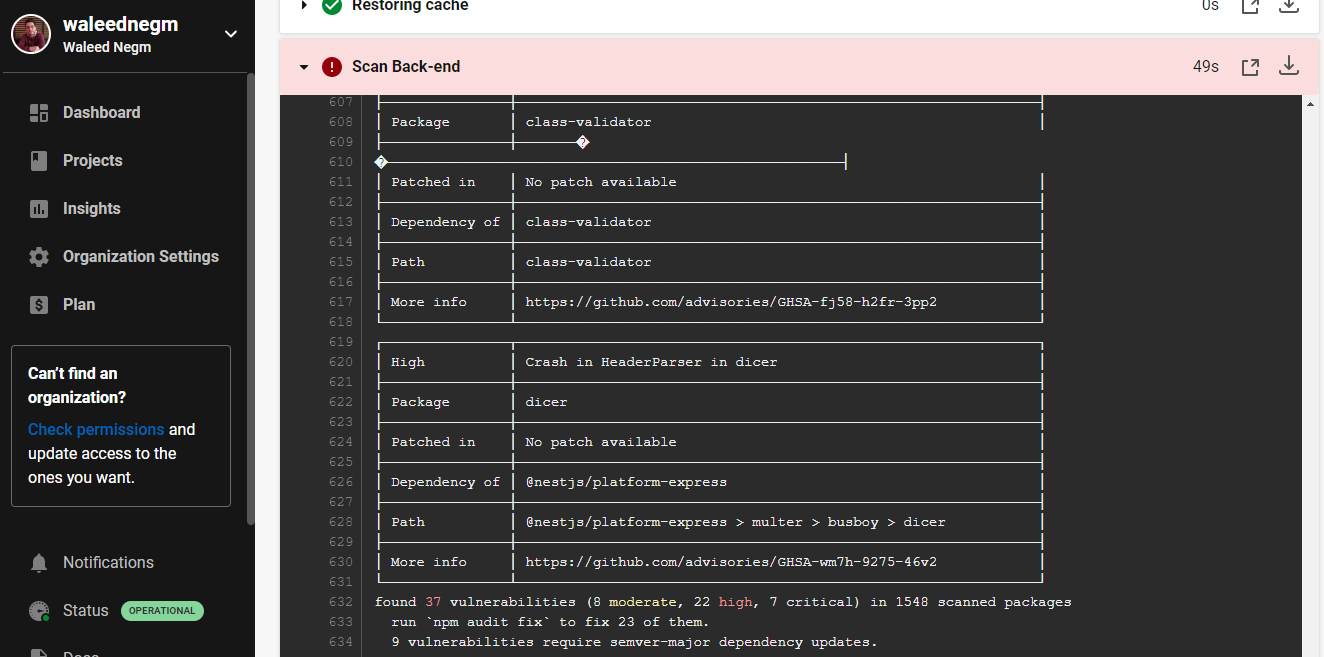 waleednegm
Waleed Negm
Dashboard
Projects
Insights
Organization Settings
Plan
Can't find an
organization?
Check permissions and
update access to the
ones you want.
Notifications
Status OPERATIONAL
Docs
Restoring cache 0s
Scan Back-end 49s
607
608 Package class-validator
609 �
610 �
611 Patched in No patch available
612
613 Dependency of class-validator
614
615 Path class-validator
616
617 More info https://github.com/advisories/GHSA-fj58-h2fr-3pp2
618
619
620 High Crash in HeaderParser in dicer
621
622 Package dicer
623
624 Patched in No patch available
625
626 Dependency of @nestjs/platform-express
627
628 Path @nestjs/platform-express > multer > busboy > dicer
629
630 More info https://github.com/advisories/GHSA-wm7h-9275-46v2
631
632 found 37 vulnerabilities (8 moderate, 22 high, 7 critical) in 1548 scanned packages
633 run `npm audit fix` to fix 23 of them.
634 9 vulnerabilities require semver-major dependency updates.